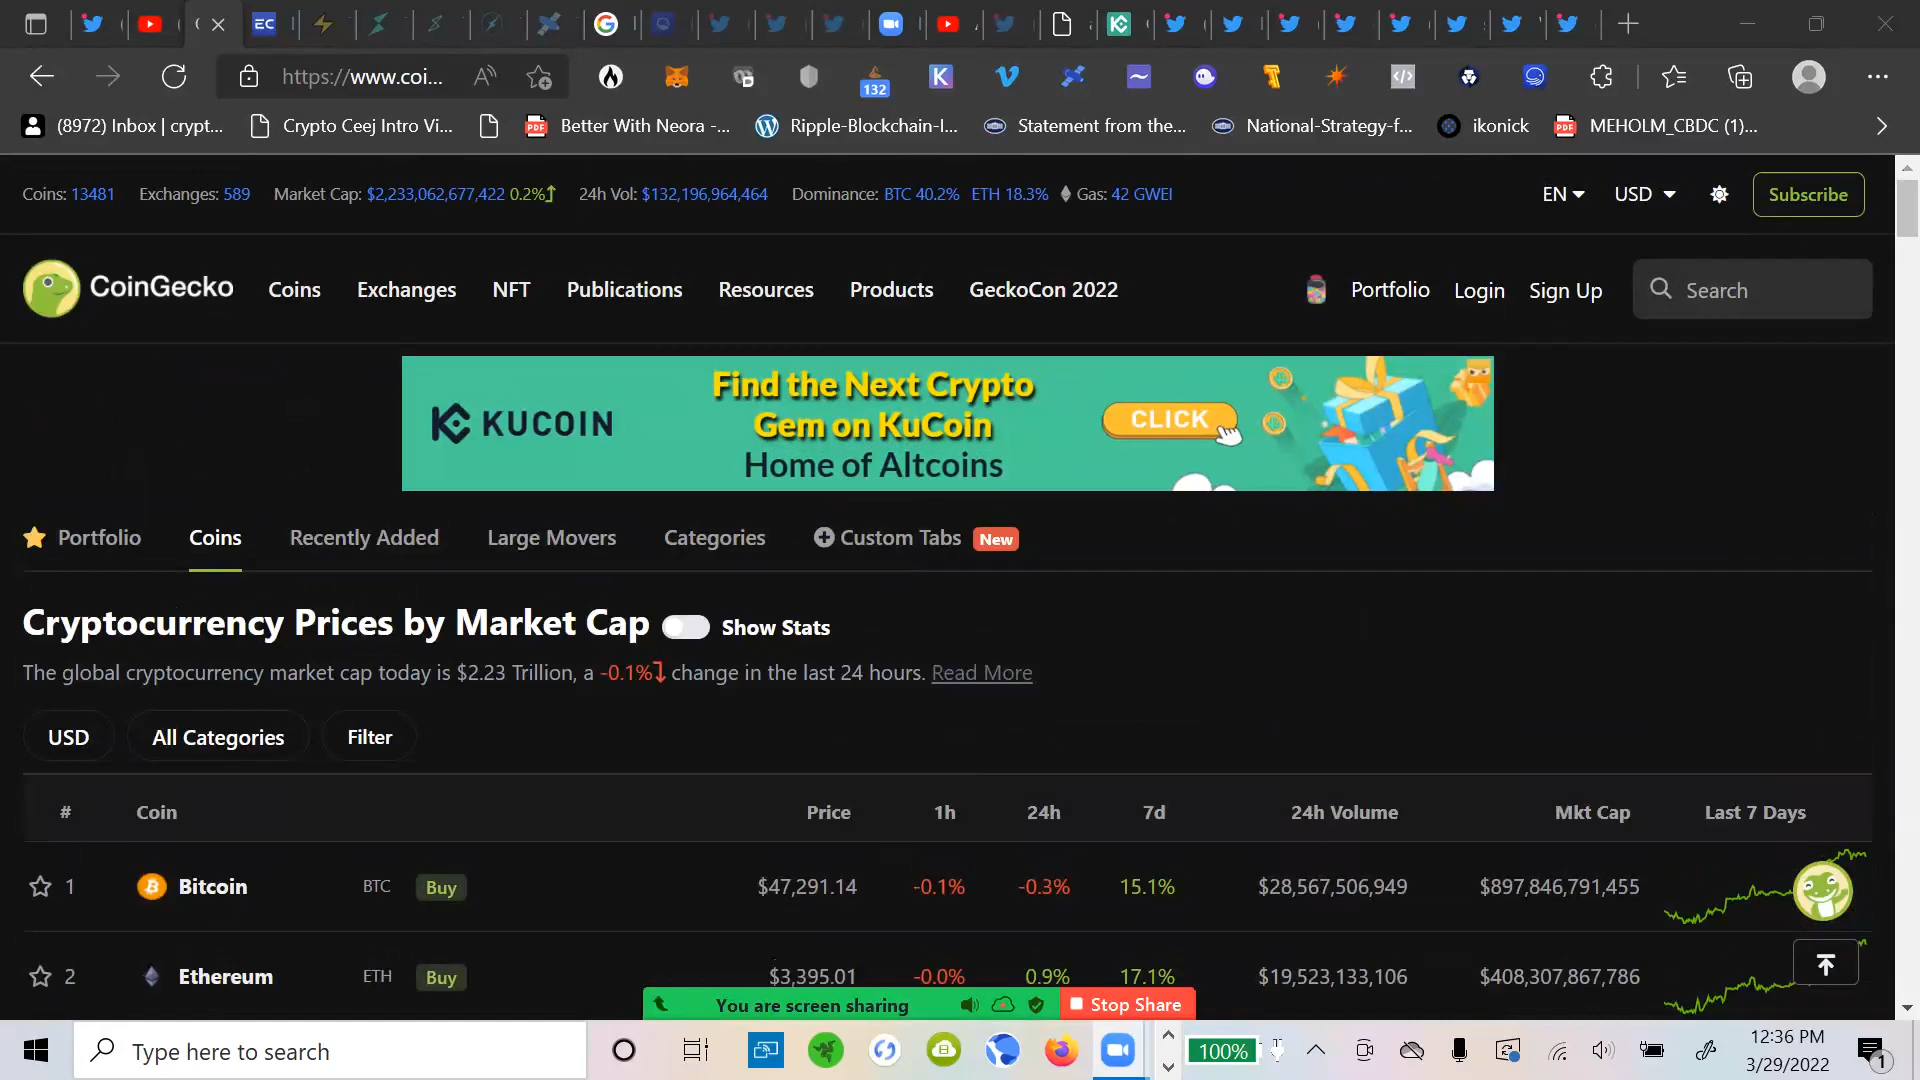 EC
https://www.coi...
132
(8972) Inbox | crypt...
Crypto Ceej Intro Vi...
PDF
Better With Neora -...
Ripple-Blockchain-I...
Statement from the...
National-Strategy-f...
ikonick
PDF
MEHOLM_CBDC (1)...
Coins: 13481
Exchanges: 589
Market Cap: $2,233,062,677,422 0.2%
24h Vol: $132,196,964,464
Dominance: BTC 40.2% ETH 18.3%
Gas: 42 GWEI
EN
USD
Subscribe
CoinGecko
Coins
Exchanges
NFT
Publications
Resources
Products
GeckoCon 2022
Portfolio
Login
Sign Up
Search
KUCOIN
Find the Next Crypto
Gem on KuCoin
Home of Altcoins
CLICK
Portfolio
Coins
Recently Added
Large Movers
Categories
Custom Tabs
New
Cryptocurrency Prices by Market Cap
Show Stats
The global cryptocurrency market cap today is $2.23 Trillion, a -0.1% change in the last 24 hours. Read More
USD
All Categories
Filter
# Coin Price 1h 24h 7d 24h Volume Mkt Cap Last 7 Days
1 Bitcoin BTC Buy $47,291.14 -0.1% -0.3% 15.1% $28,567,506,949 $897,846,791,455
2 Ethereum ETH Buy $3,395.01 -0.0% 0.9% 17.1% $19,523,133,106 $408,307,867,786
You are screen sharing
Stop Share
Type here to search
100%
12:36 PM
3/29/2022
1